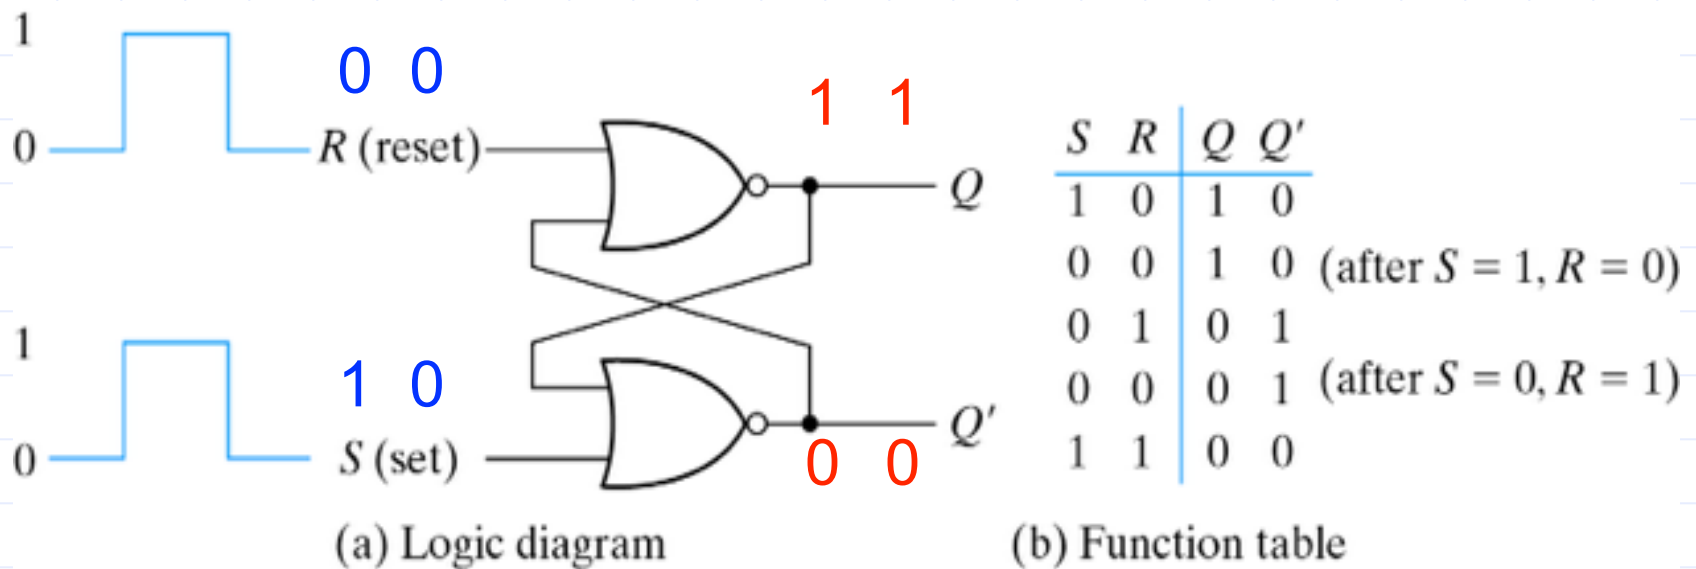 1
0 0
1 1
0
R (reset)
Q
1
1 0
0
S (set)
Q′
0 0
S R Q Q′
1 0 1 0
0 0 1 0 (after S = 1, R = 0)
0 1 0 1
0 0 0 1 (after S = 0, R = 1)
1 1 0 0
(a) Logic diagram
(b) Function table